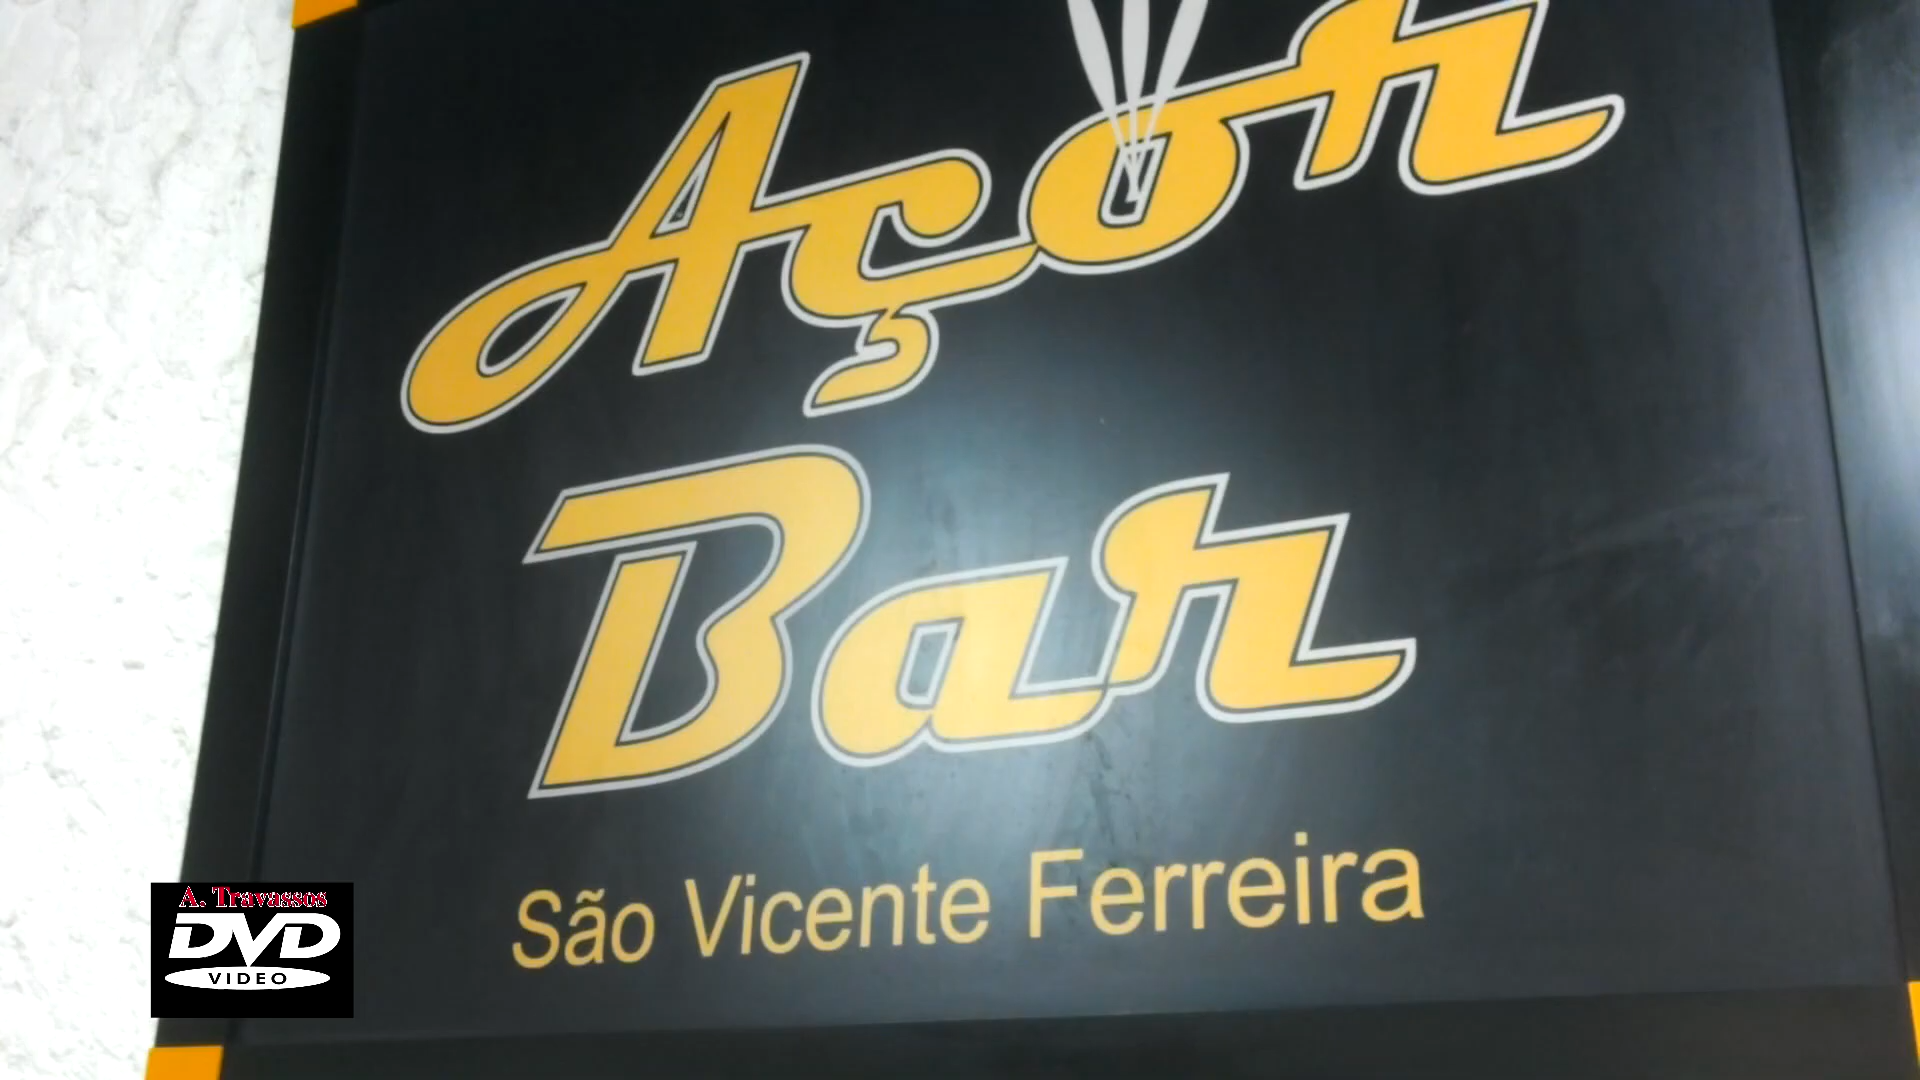 Açor
Bar
São Vicente Ferreira
A. Travassos
DVD
VIDEO